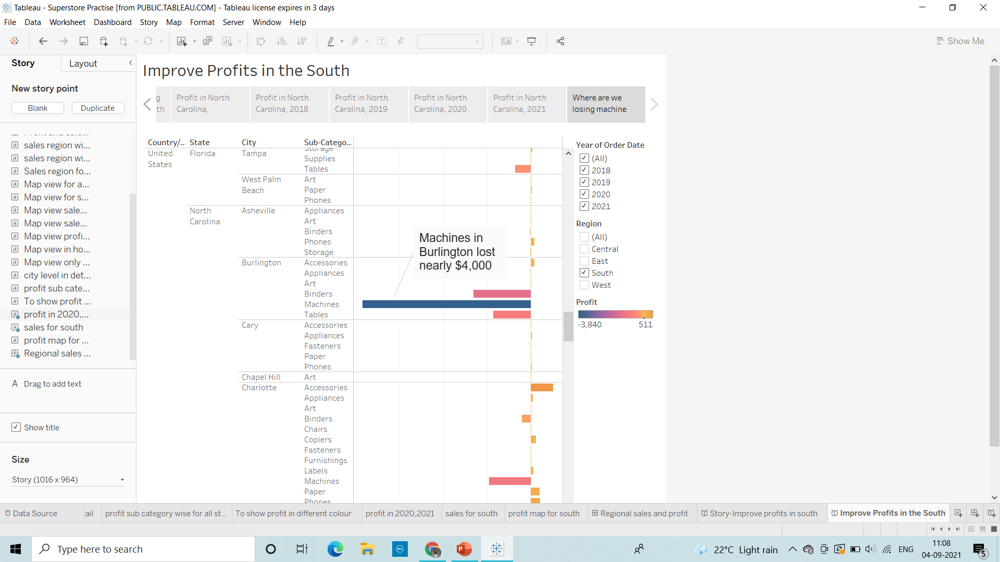 Tableau - Superstore Practise [from PUBLIC.TABLEAU.COM] - Tableau license expires in 3 days
File Data Worksheet Dashboard Story Map Format Server Window Help
Show Me
Story Layout
New story point
Blank Duplicate
sales region wi...
sales region wi...
Sales region fo...
Map view for a...
Map view for s...
Map view sale...
Map view sale...
Map view profi...
Map view in ho...
Map view only ...
city level in det...
profit sub cate...
To show profit ...
profit in 2020,...
sales for south
profit map for ...
Regional sales ...
A Drag to add text
Show title
Size
Story (1016 x 964)
Improve Profits in the South
g
th
Profit in North
Carolina,
Profit in North
Carolina, 2018
Profit in North
Carolina, 2019
Profit in North
Carolina, 2020
Profit in North
Carolina, 2021
Where are we
losing machine
Country/.. State City Sub-Catego..
United
States
Florida
Tampa
Storage
Supplies
Tables
West Palm
Beach
Art
Paper
Phones
North
Carolina
Asheville
Appliances
Art
Binders
Phones
Storage
Burlington
Accessories
Appliances
Art
Binders
Machines
Tables
Cary
Accessories
Appliances
Fasteners
Paper
Phones
Chapel Hill
Art
Charlotte
Accessories
Appliances
Art
Binders
Chairs
Copiers
Fasteners
Furnishings
Labels
Machines
Paper
Phones
Machines in
Burlington lost
nearly $4,000
Year of Order Date
(All)
2018
2019
2020
2021
Region
(All)
Central
East
South
West
Profit
-3,840 511
Data Source
ail
profit sub category wise for all st...
To show profit in different colour
profit in 2020,2021
sales for south
profit map for south
Regional sales and profit
Story-Improve profits in south
Improve Profits in the South
Type here to search
DELL
P
22°C Light rain
ENG
11:08
04-09-2021
5